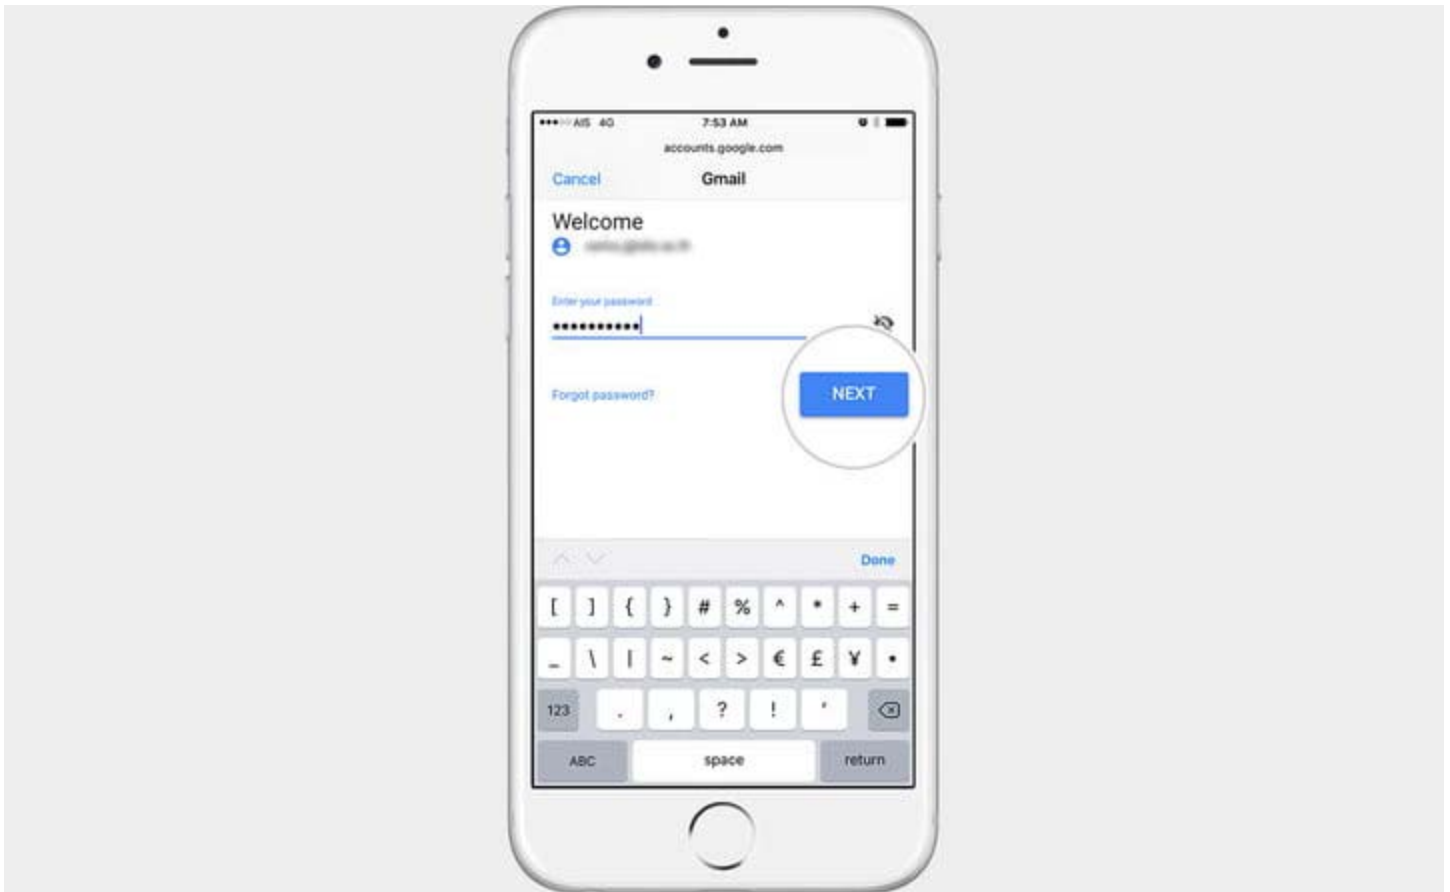 AIS 4G 7:53 AM
accounts.google.com
Cancel Gmail
Welcome
Enter your password
••••••••••
Forgot password? NEXT
Done
[ ] { } # % ^ * + =
_ \ | ~ < > € £ ¥ •
123 . , ? ! '
ABC space return